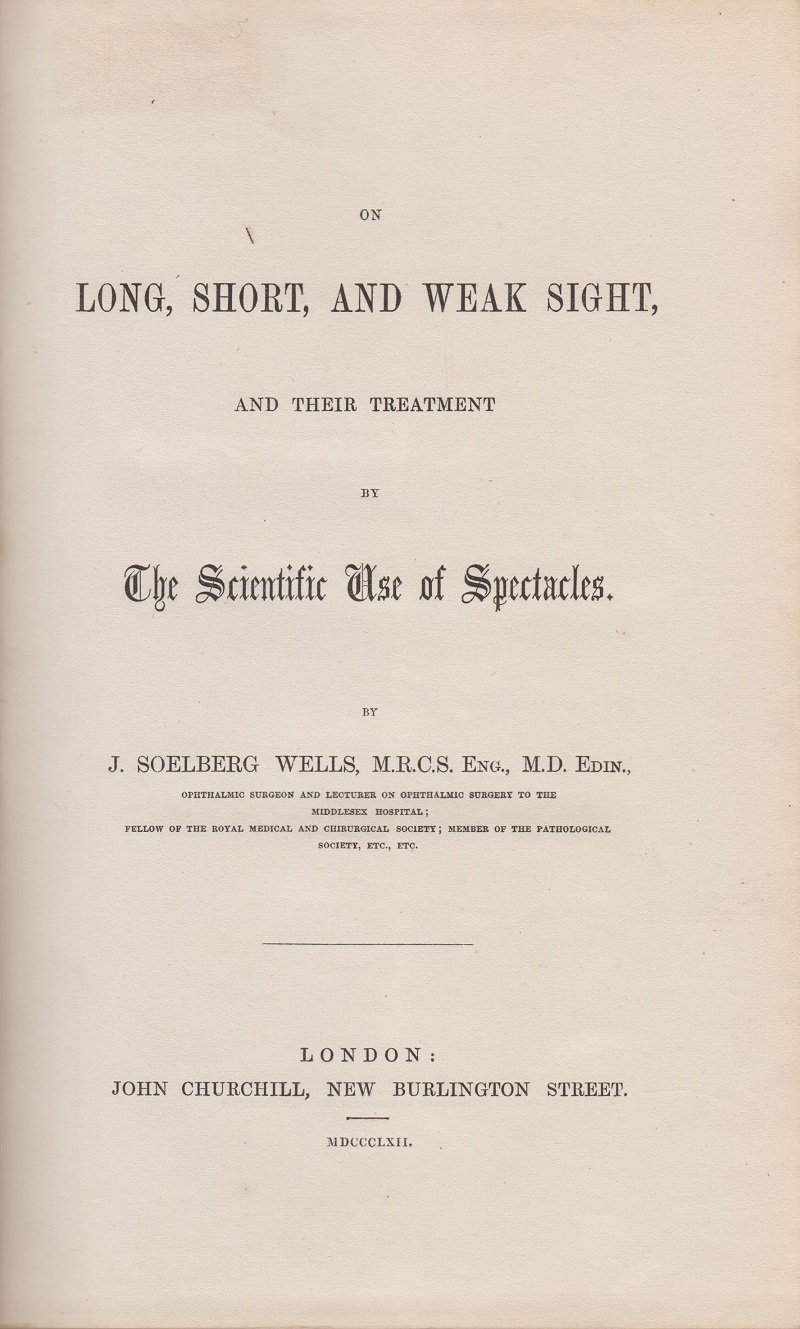 ON
LONG, SHORT, AND WEAK SIGHT,
AND THEIR TREATMENT
BY
The Scientific Use of Spectacles.
BY
J. SOELBERG WELLS, M.R.C.S. ENG., M.D. EDIN.,
OPHTHALMIC SURGEON AND LECTURER ON OPHTHALMIC SURGERY TO THE
MIDDLESEX HOSPITAL;
FELLOW OF THE ROYAL MEDICAL AND CHIRURGICAL SOCIETY; MEMBER OF THE PATHOLOGICAL
SOCIETY, ETC., ETC.
LONDON:
JOHN CHURCHILL, NEW BURLINGTON STREET.
MDCCCLXII.